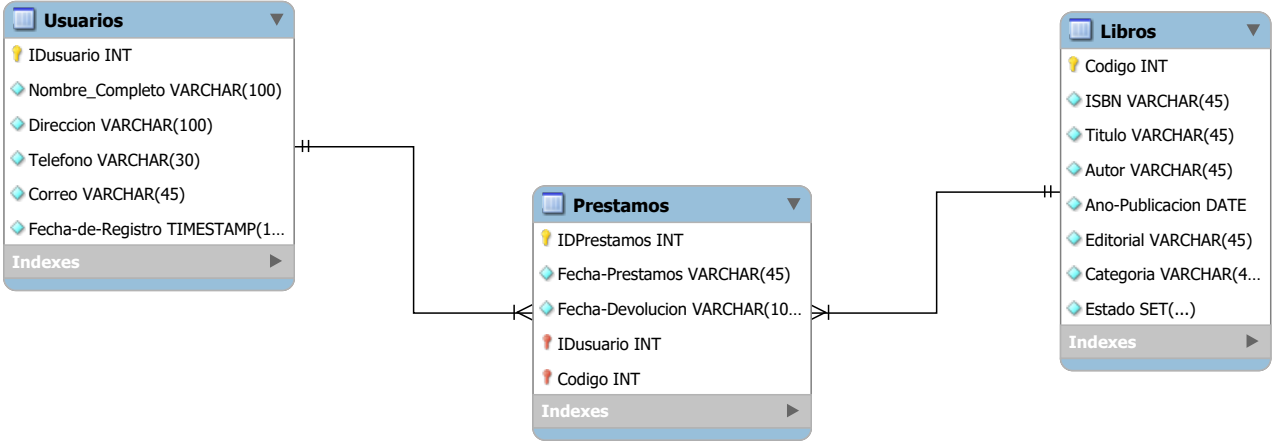 Usuarios
IDusuario INT
Nombre_Completo VARCHAR(100)
Direccion VARCHAR(100)
Telefono VARCHAR(30)
Correo VARCHAR(45)
Fecha-de-Registro TIMESTAMP(1...
Indexes
Prestamos
IDPrestamos INT
Fecha-Prestamos VARCHAR(45)
Fecha-Devolucion VARCHAR(10...
IDusuario INT
Codigo INT
Indexes
Libros
Codigo INT
ISBN VARCHAR(45)
Titulo VARCHAR(45)
Autor VARCHAR(45)
Ano-Publicacion DATE
Editorial VARCHAR(45)
Categoria VARCHAR(4...
Estado SET(...)
Indexes